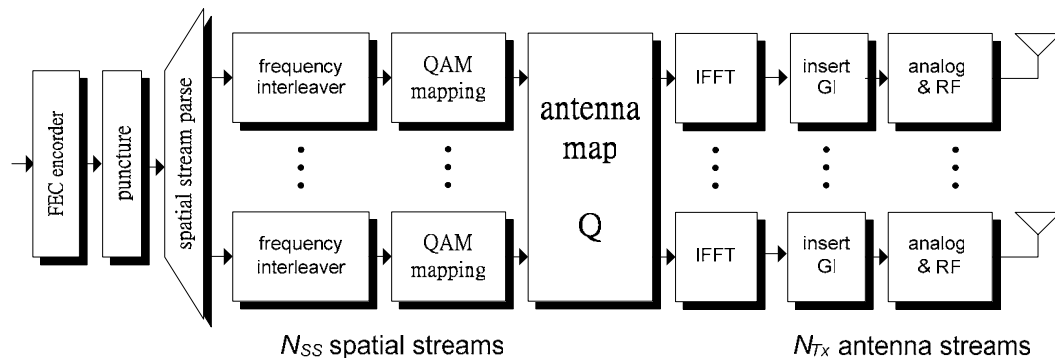 FEC encorder
puncture
spatial stream parse
frequency
interleaver
QAM
mapping
antenna
map
Q
IFFT
insert
GI
analog
& RF
frequency
interleaver
QAM
mapping
IFFT
insert
GI
analog
& RF
NSS spatial streams
NTx antenna streams